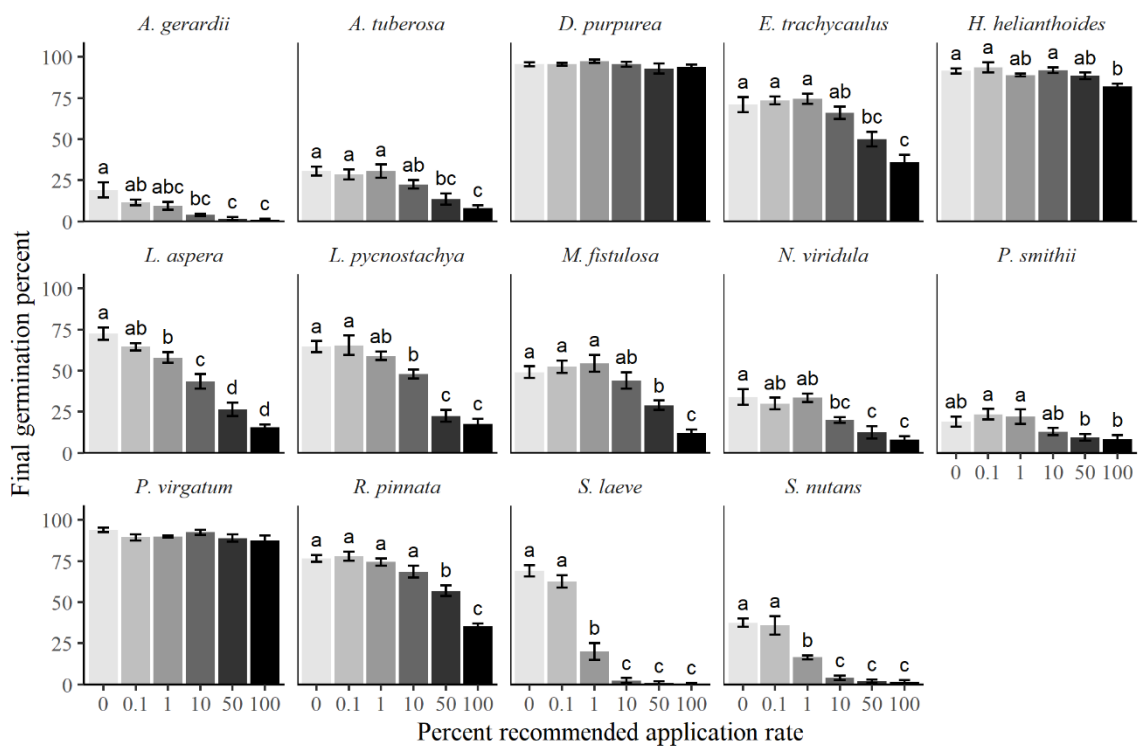 A. gerardii A. tuberosa D. purpurea E. trachycaulus H. helianthoides
100 75 50 25 0
a ab abc bc c c
a a a ab bc c
a a a ab bc c
a a ab a ab b
L. aspera L. pycnostachya M. fistulosa N. viridula P. smithii
100 75 50 25 0
a ab b c d d
a a ab b c c
a a a ab b c
a ab ab bc c c
ab a a ab b b
0 0.1 1 10 50 100
P. virgatum R. pinnata S. laeve S. nutans
100 75 50 25 0
a a a a b c
a a b c c c
a a b c c c
0 0.1 1 10 50 100 0 0.1 1 10 50 100 0 0.1 1 10 50 100 0 0.1 1 10 50 100
Final germination percent
Percent recommended application rate